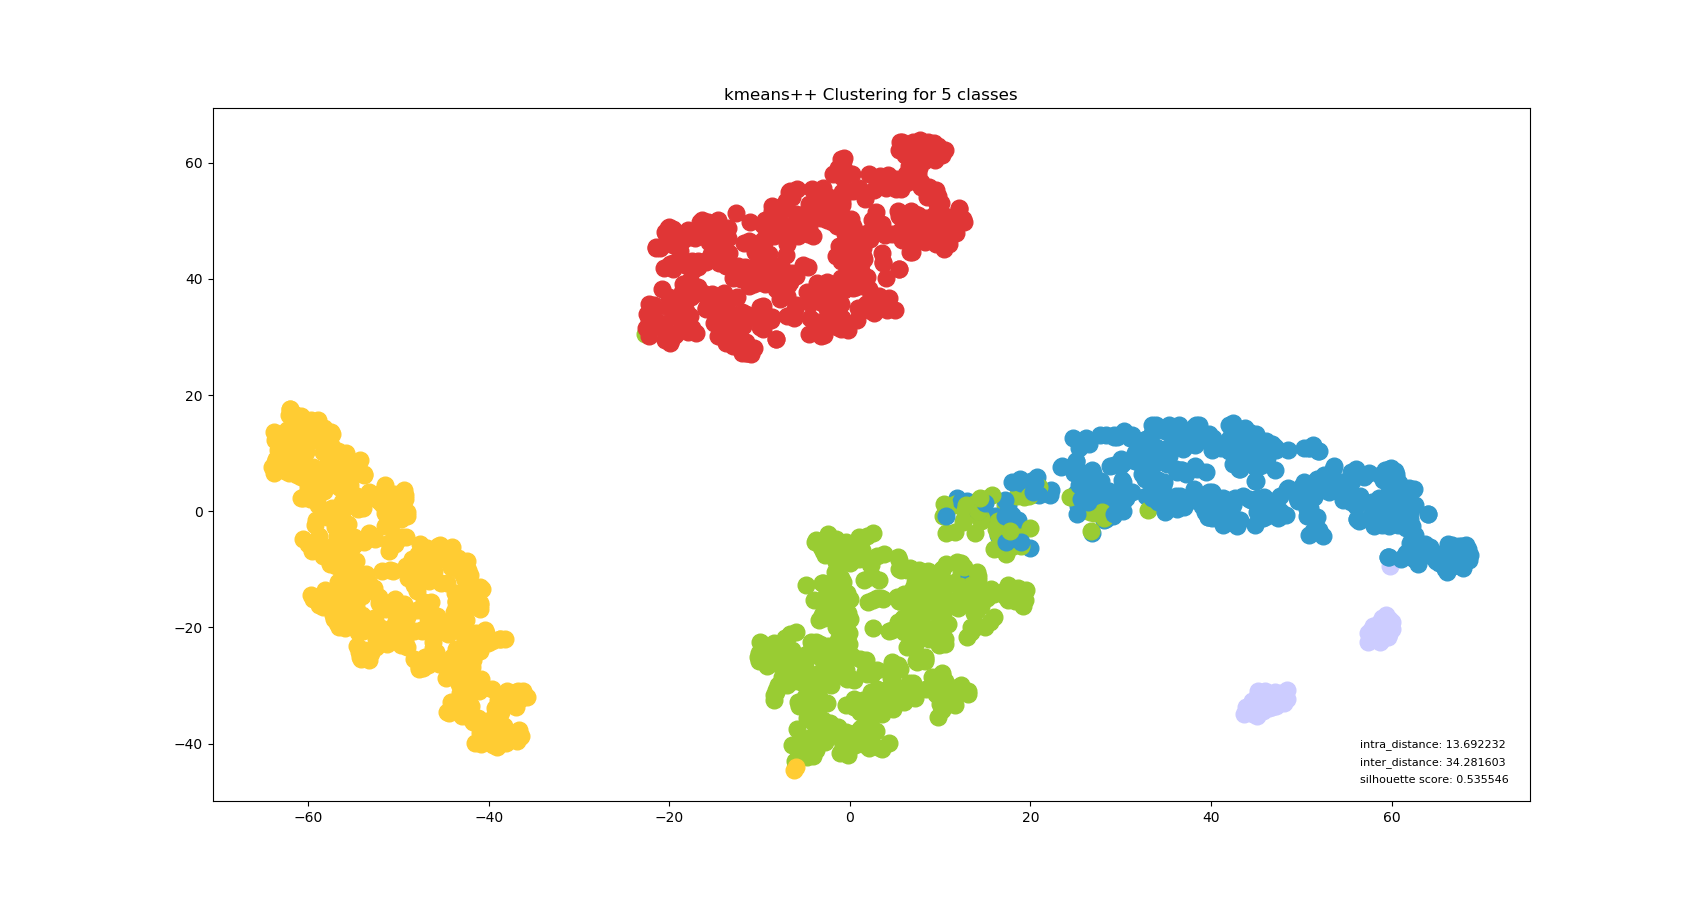 kmeans++ Clustering for 5 classes
60
40
20
0
−20
−40
intra_distance: 13.692232
inter_distance: 34.281603
silhouette score: 0.535546
−60 −40 −20 0 20 40 60